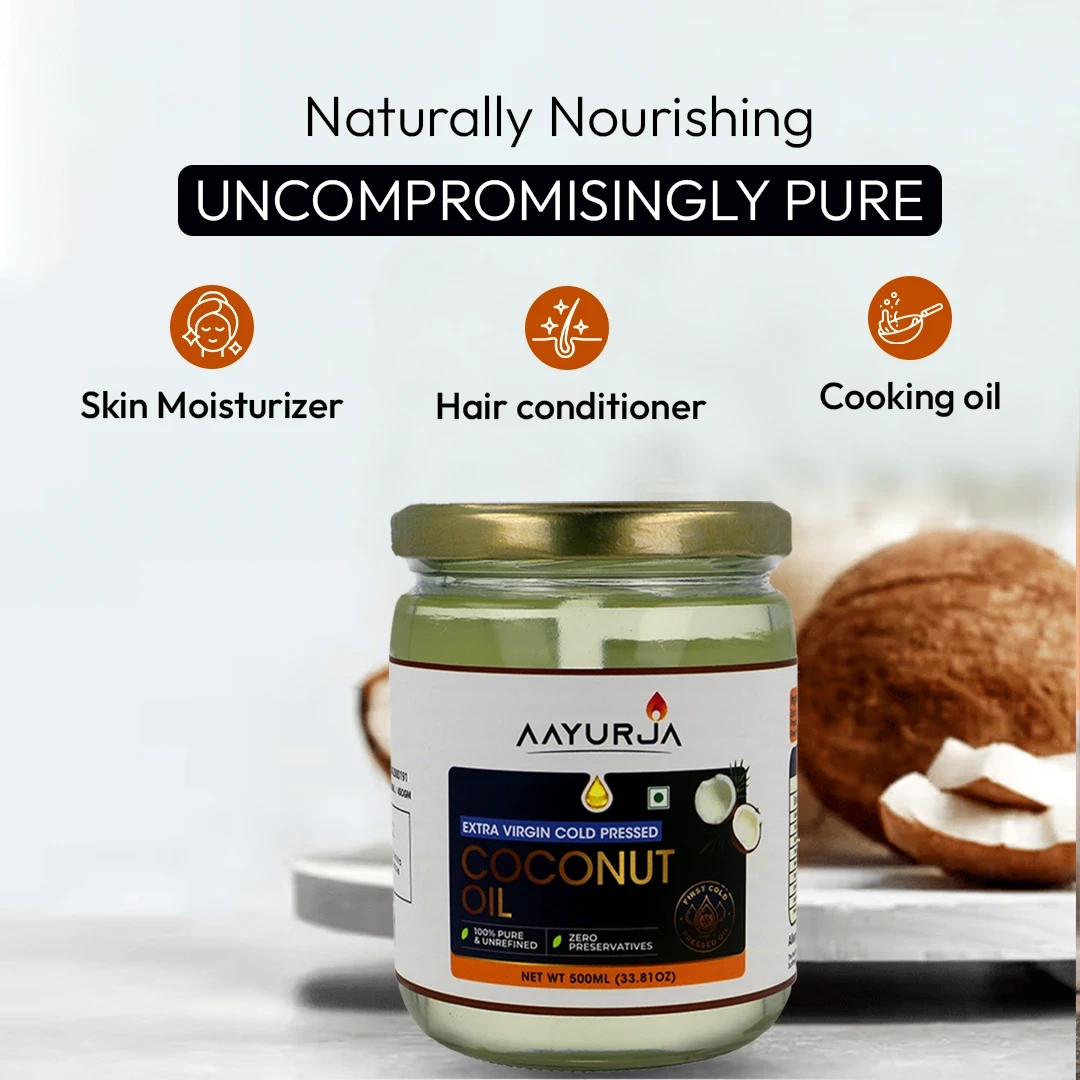 Naturally Nourishing
UNCOMPROMISINGLY PURE
Skin Moisturizer
Hair conditioner
Cooking oil
AAYURJA
EXTRA VIRGIN COLD PRESSED
COCONUT
OIL
100% PURE
& UNREFINED
ZERO
PRESERVATIVES
FIRST COLD
PRESSED OIL
NET WT 500ML (33.81OZ)